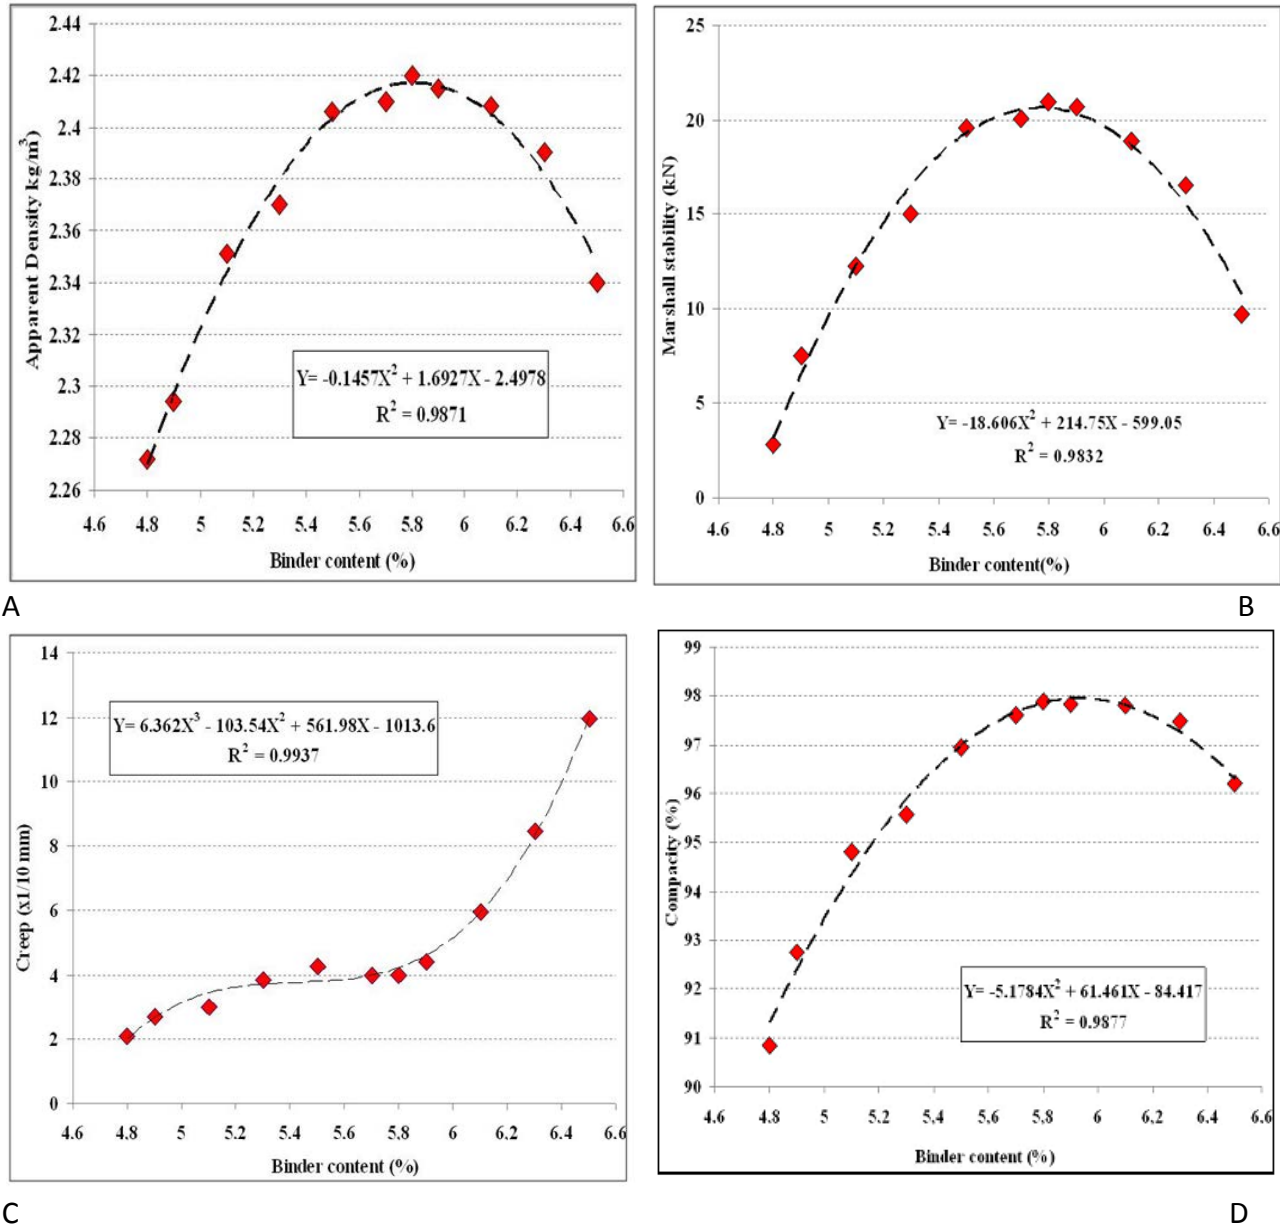 2.44
2.42
2.4
2.38
2.36
2.34
2.32
2.3
2.28
2.26
Apparent Density kg/m³)
Y= -0.1457X² + 1.6927X - 2.4978
R² = 0.9871
4.6 4.8 5 5.2 5.4 5.6 5.8 6 6.2 6.4 6.6
Binder content (%)
A
25
20
15
10
5
0
Marshall stability (kN)
Y= -18.606X² + 214.75X - 599.05
R² = 0.9832
4.6 4.8 5 5.2 5.4 5.6 5.8 6 6.2 6.4 6.6
Binder content(%)
B
14
12
10
8
6
4
2
0
Creep (x1/10 mm)
Y= 6.362X³ - 103.54X² + 561.98X - 1013.6
R² = 0.9937
4.6 4.8 5 5.2 5.4 5.6 5.8 6 6.2 6.4 6.6
Binder content (%)
C
99
98
97
96
95
94
93
92
91
90
Compacity (%)
Y= -5.1784X² + 61.461X - 84.417
R² = 0.9877
4.6 4.8 5 5,2 5.4 5.6 5,8 6 6.2 6.4 6.6
Binder content (%)
D